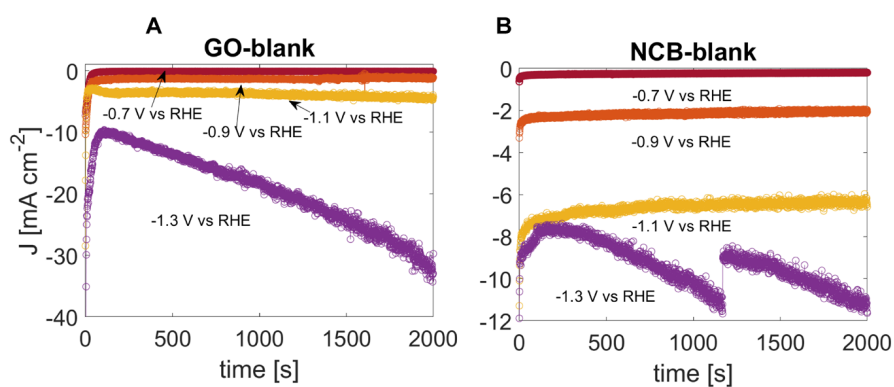 A
GO-blank
0
-10
-20
-30
-40
J [mA cm-2]
-0.7 V vs RHE
-0.9 V vs RHE
-1.1 V vs RHE
-1.3 V vs RHE
0
500
1000
1500
2000
time [s]
B
NCB-blank
0
-2
-4
-6
-8
-10
-12
-0.7 V vs RHE
-0.9 V vs RHE
-1.1 V vs RHE
-1.3 V vs RHE
0
500
1000
1500
2000
time [s]